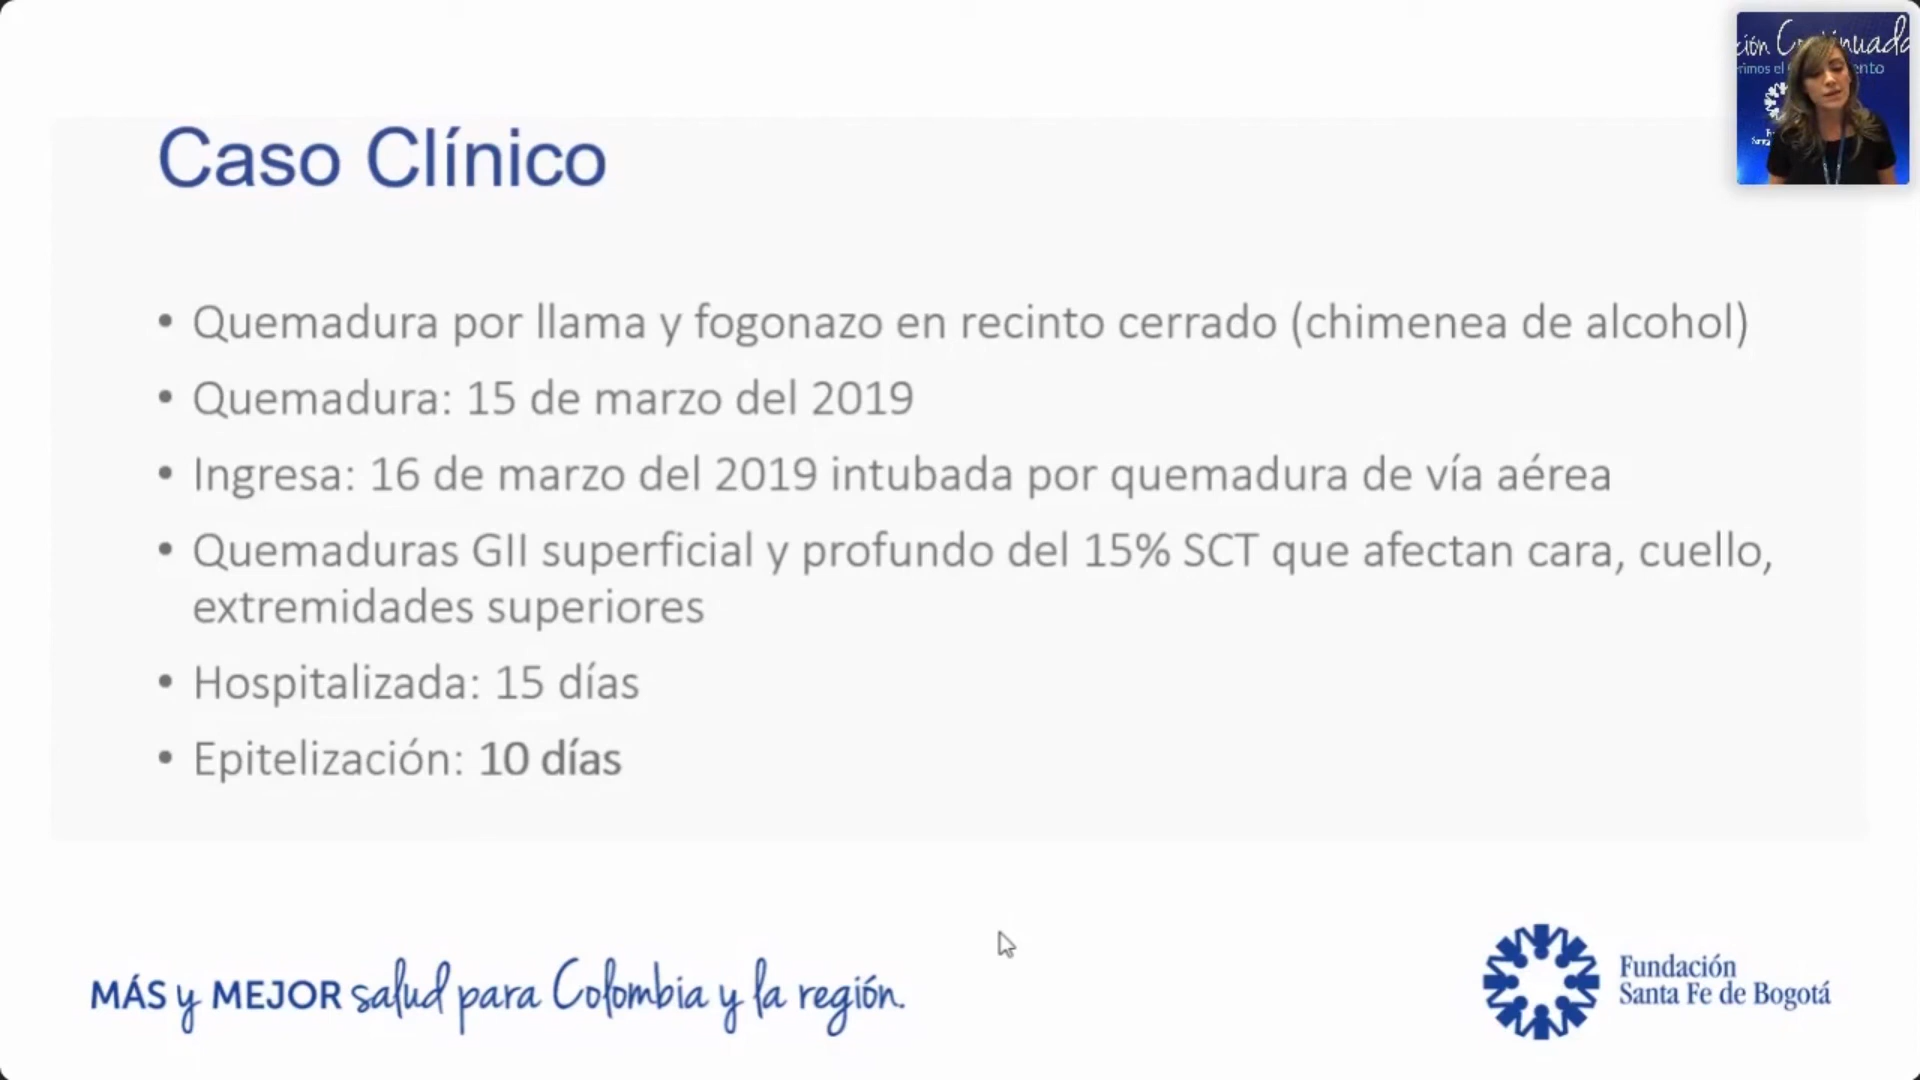 Caso Clínico
• Quemadura por llama y fogonazo en recinto cerrado (chimenea de alcohol)
• Quemadura: 15 de marzo del 2019
• Ingresa: 16 de marzo del 2019 intubada por quemadura de vía aérea
• Quemaduras GII superficial y profundo del 15% SCT que afectan cara, cuello,
extremidades superiores
• Hospitalizada: 15 días
• Epitelización: 10 días
MÁS y MEJOR salud para Colombia y la región.
Fundación
Santa Fe de Bogotá